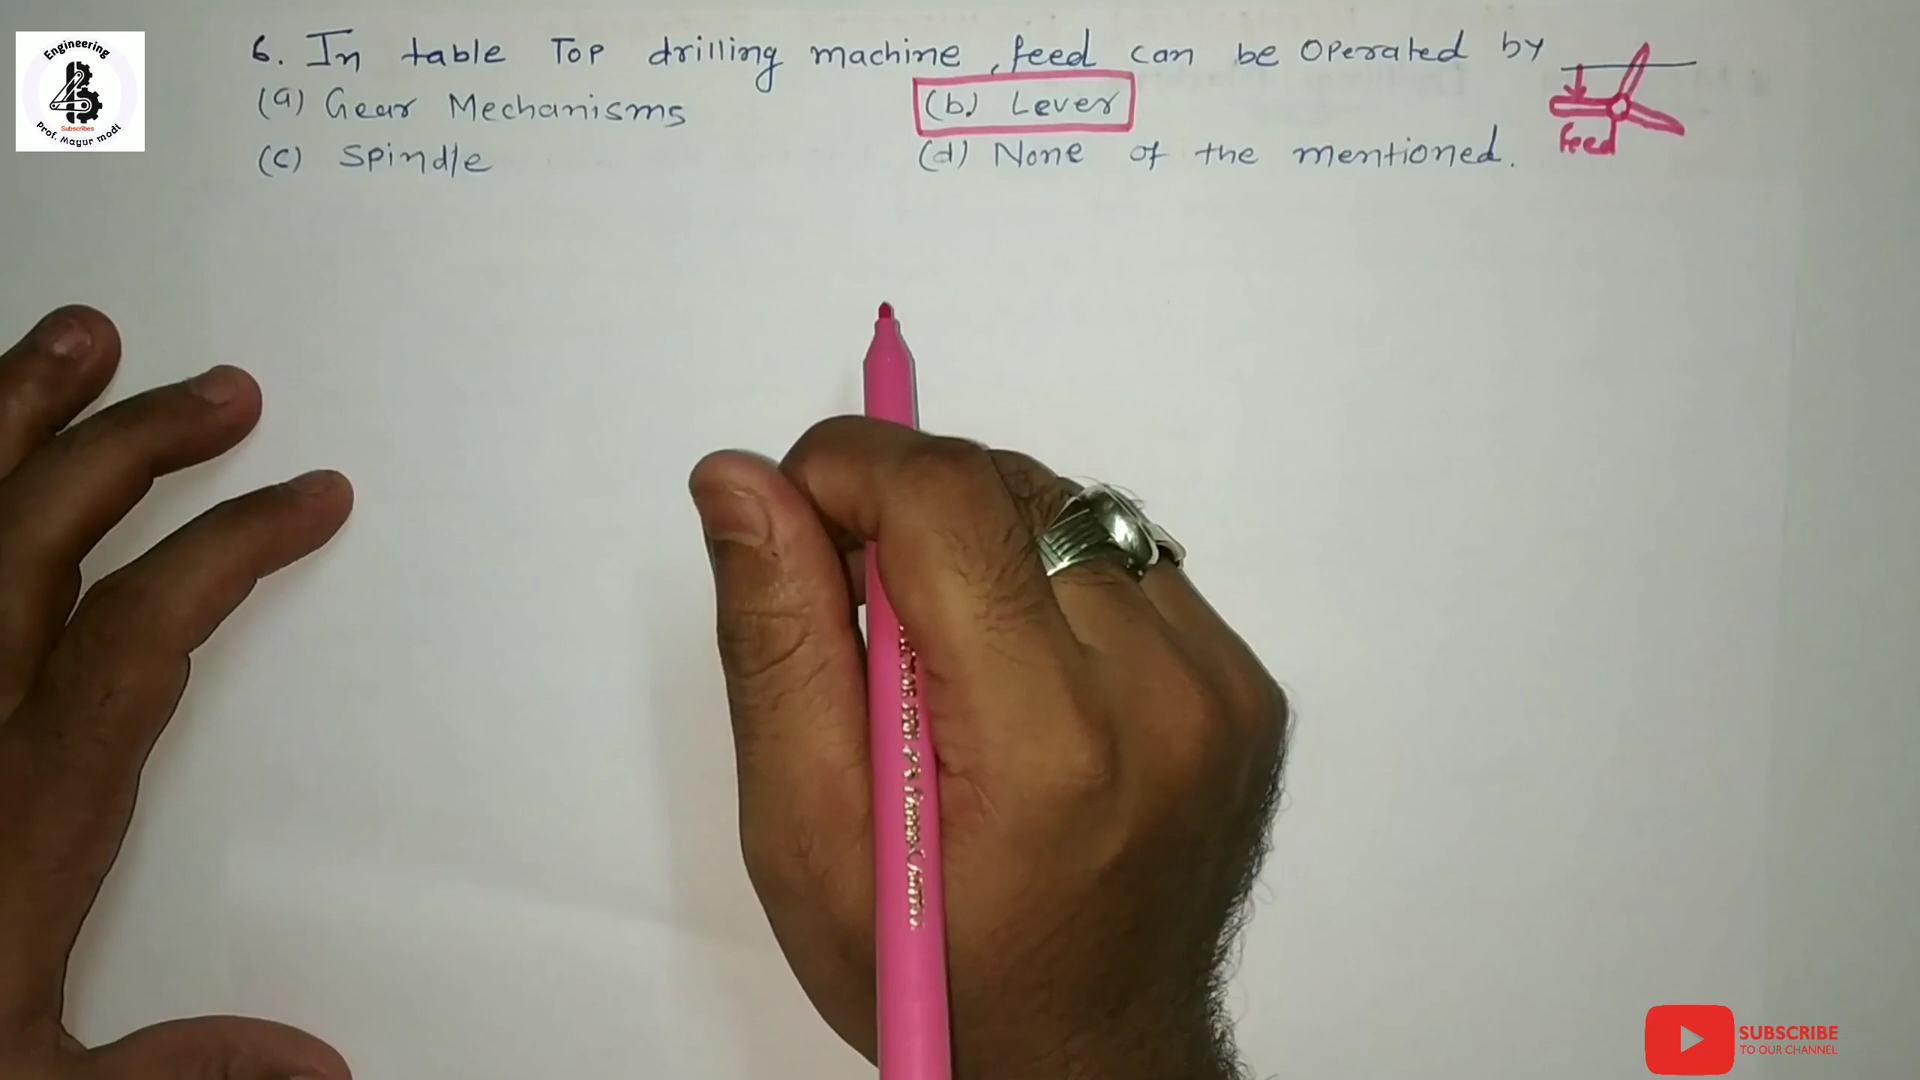 Engineering
Subscribes
Prof. Mayur modi
6. In table Top drilling machine, feed can be operated by
(a) Gear Mechanisms
(b) Lever
(c) Spindle
(d) None of the mentioned.
Feed
SUBSCRIBE
TO OUR CHANNEL